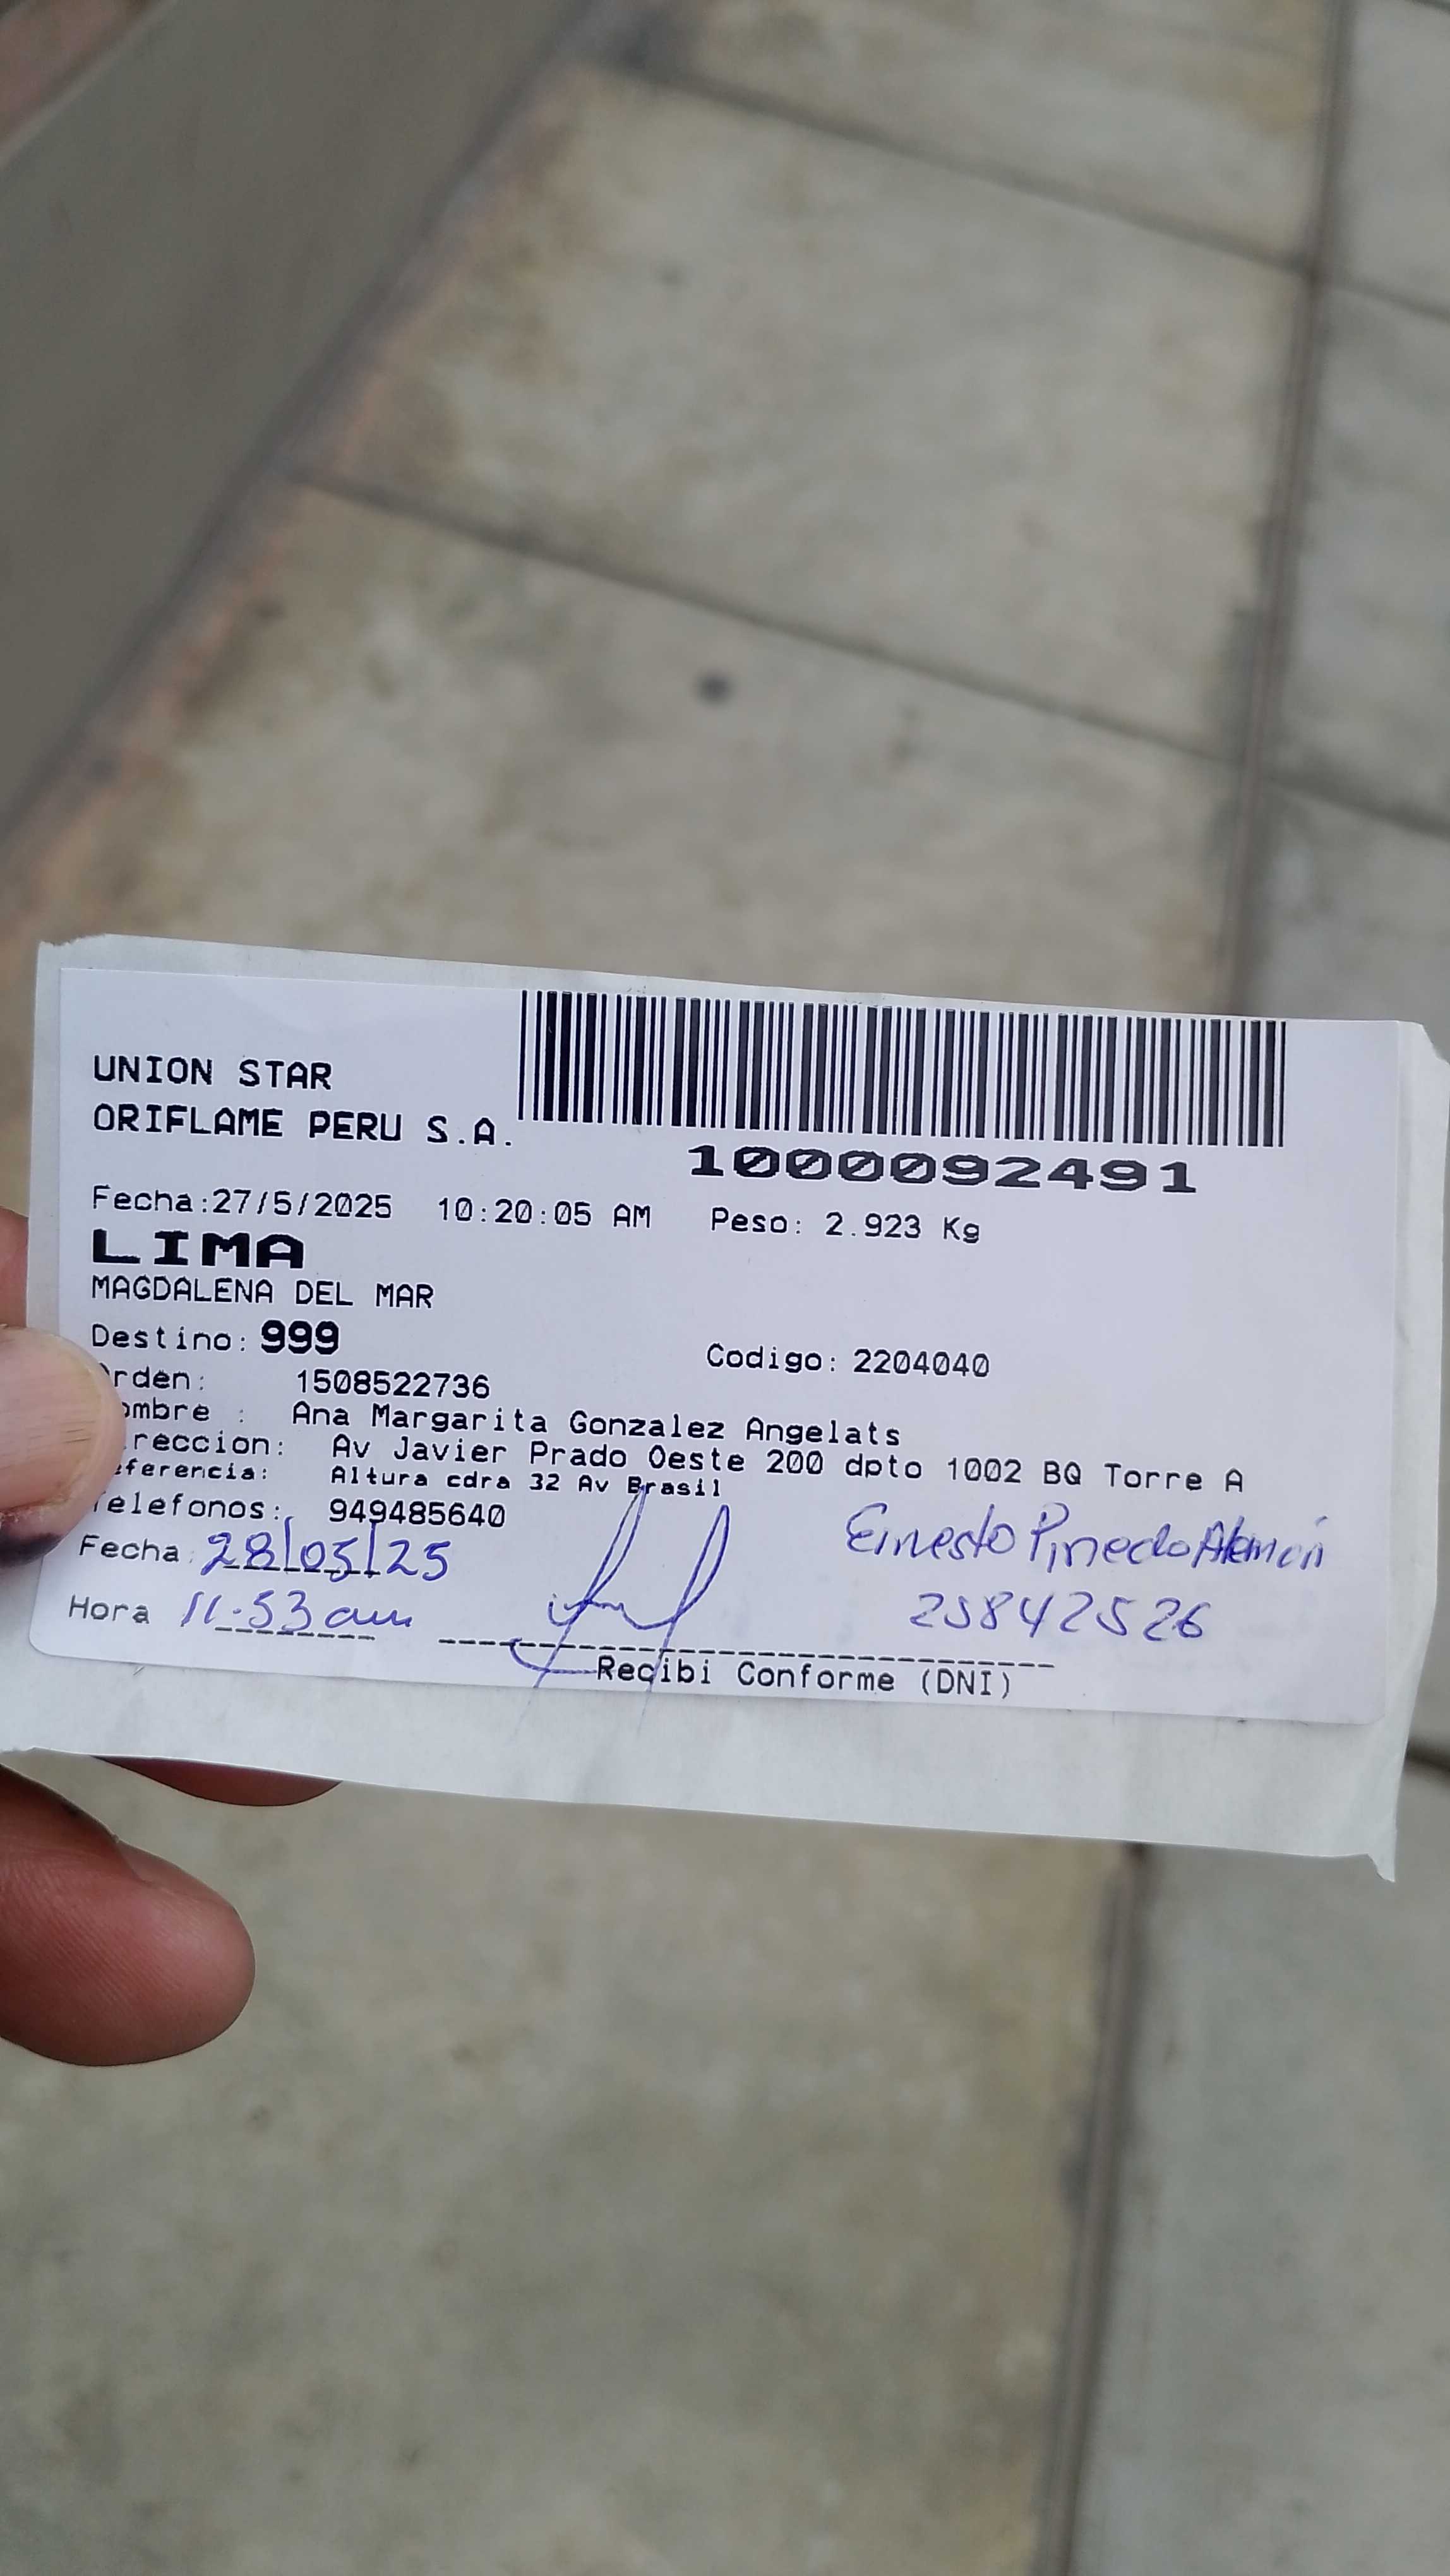 UNION STAR
ORIFLAME PERU S.A.
1000092491
Fecha:27/5/2025 10:20:05 AM Peso: 2.923 Kg
LIMA
MAGDALENA DEL MAR
Destino: 999 Codigo: 2204040
rden: 1508522736
ombre : Ana Margarita Gonzalez Angelats
reccion: Av Javier Prado Oeste 200 dpto 1002 BQ Torre A
eferencia: Altura cdra 32 Av Brasil
elefonos: 949485640
Fecha: 28/05/25 Ernesto Pinedo Alemán
Hora 11.53 am 25842526
Recibi Conforme (DNI)